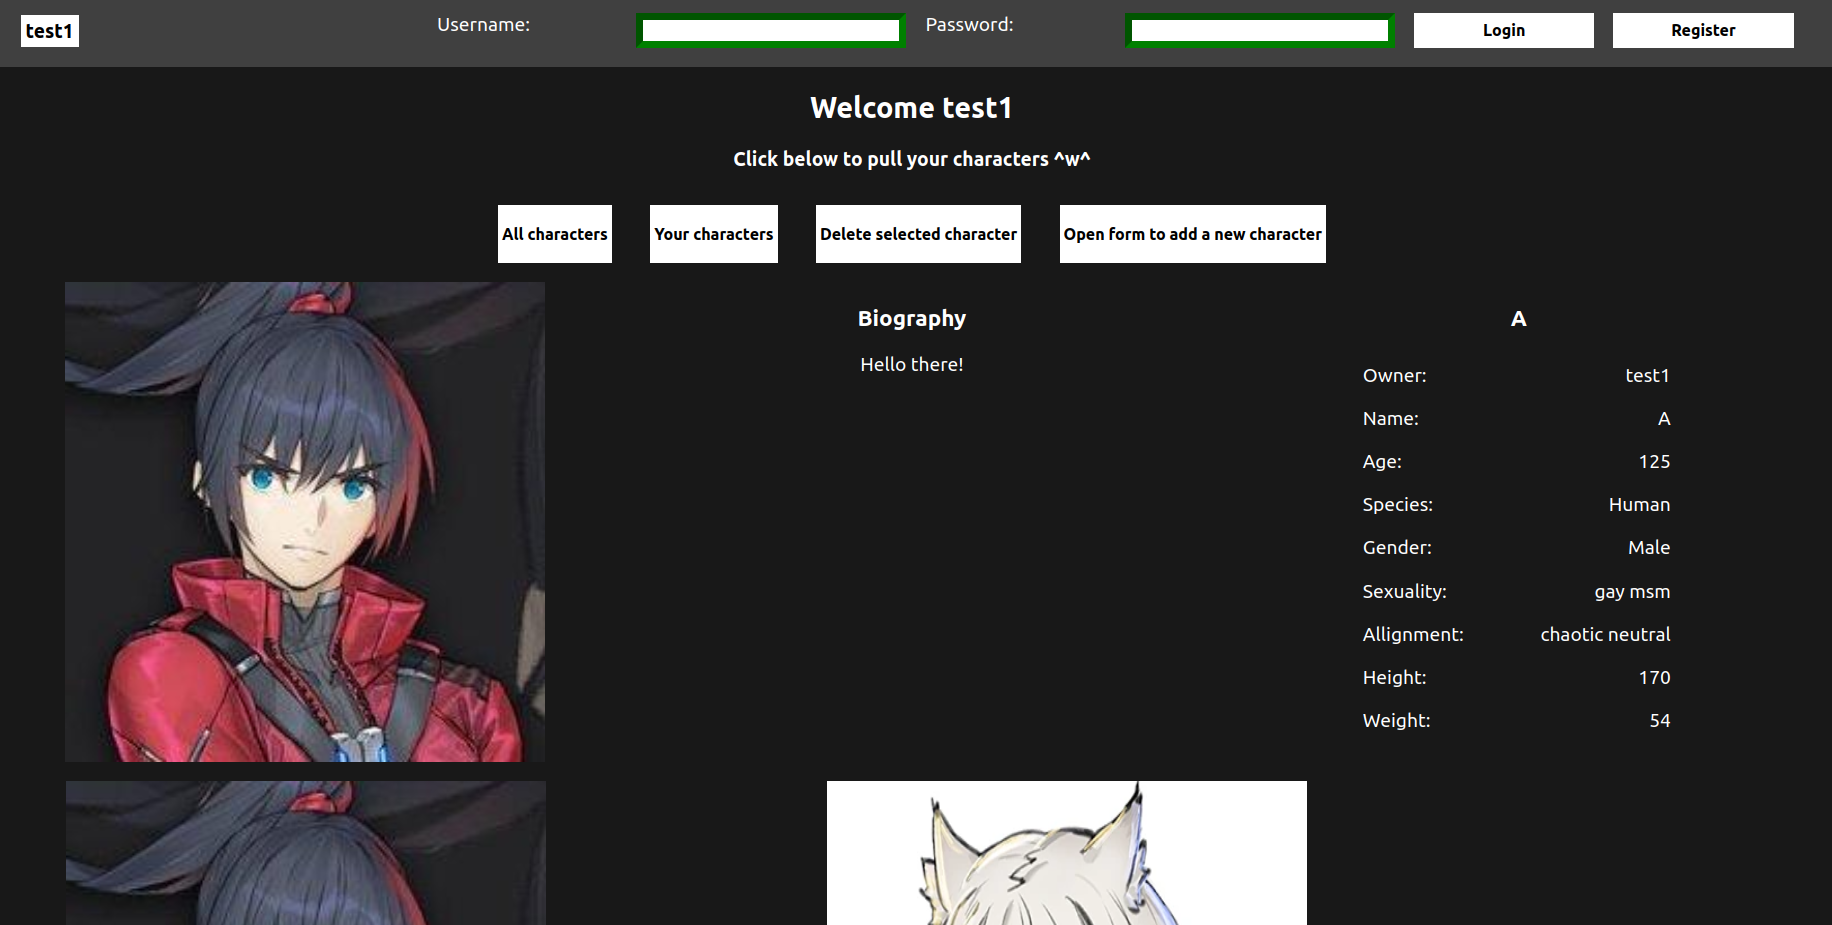 test1 Username: Password: Login Register
Welcome test1
Click below to pull your characters ^w^
All characters Your characters Delete selected character Open form to add a new character
Biography
Hello there!
A
Owner: test1
Name: A
Age: 125
Species: Human
Gender: Male
Sexuality: gay msm
Allignment: chaotic neutral
Height: 170
Weight: 54